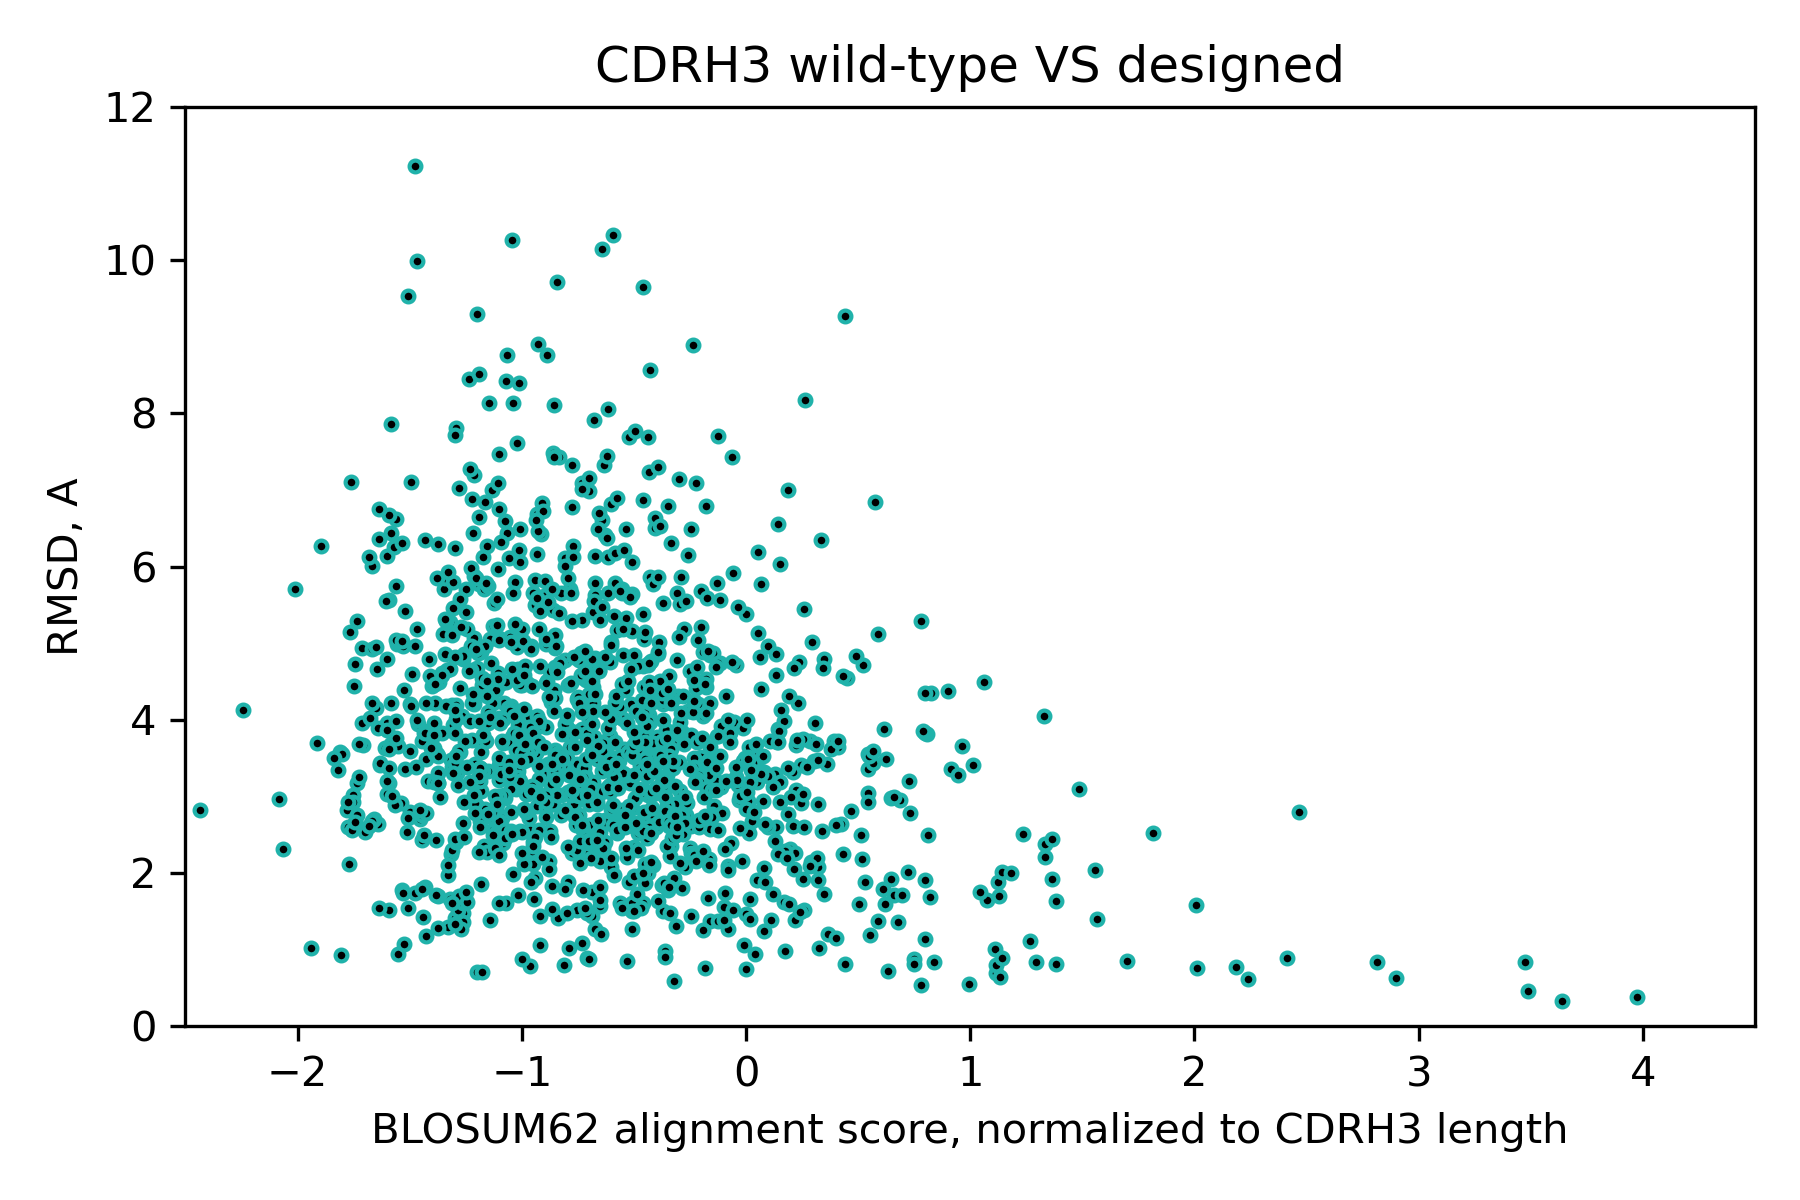 CDRH3 wild-type VS designed
12
10
8
6
4
2
0
RMSD, A
−2 −1 0 1 2 3 4
BLOSUM62 alignment score, normalized to CDRH3 length